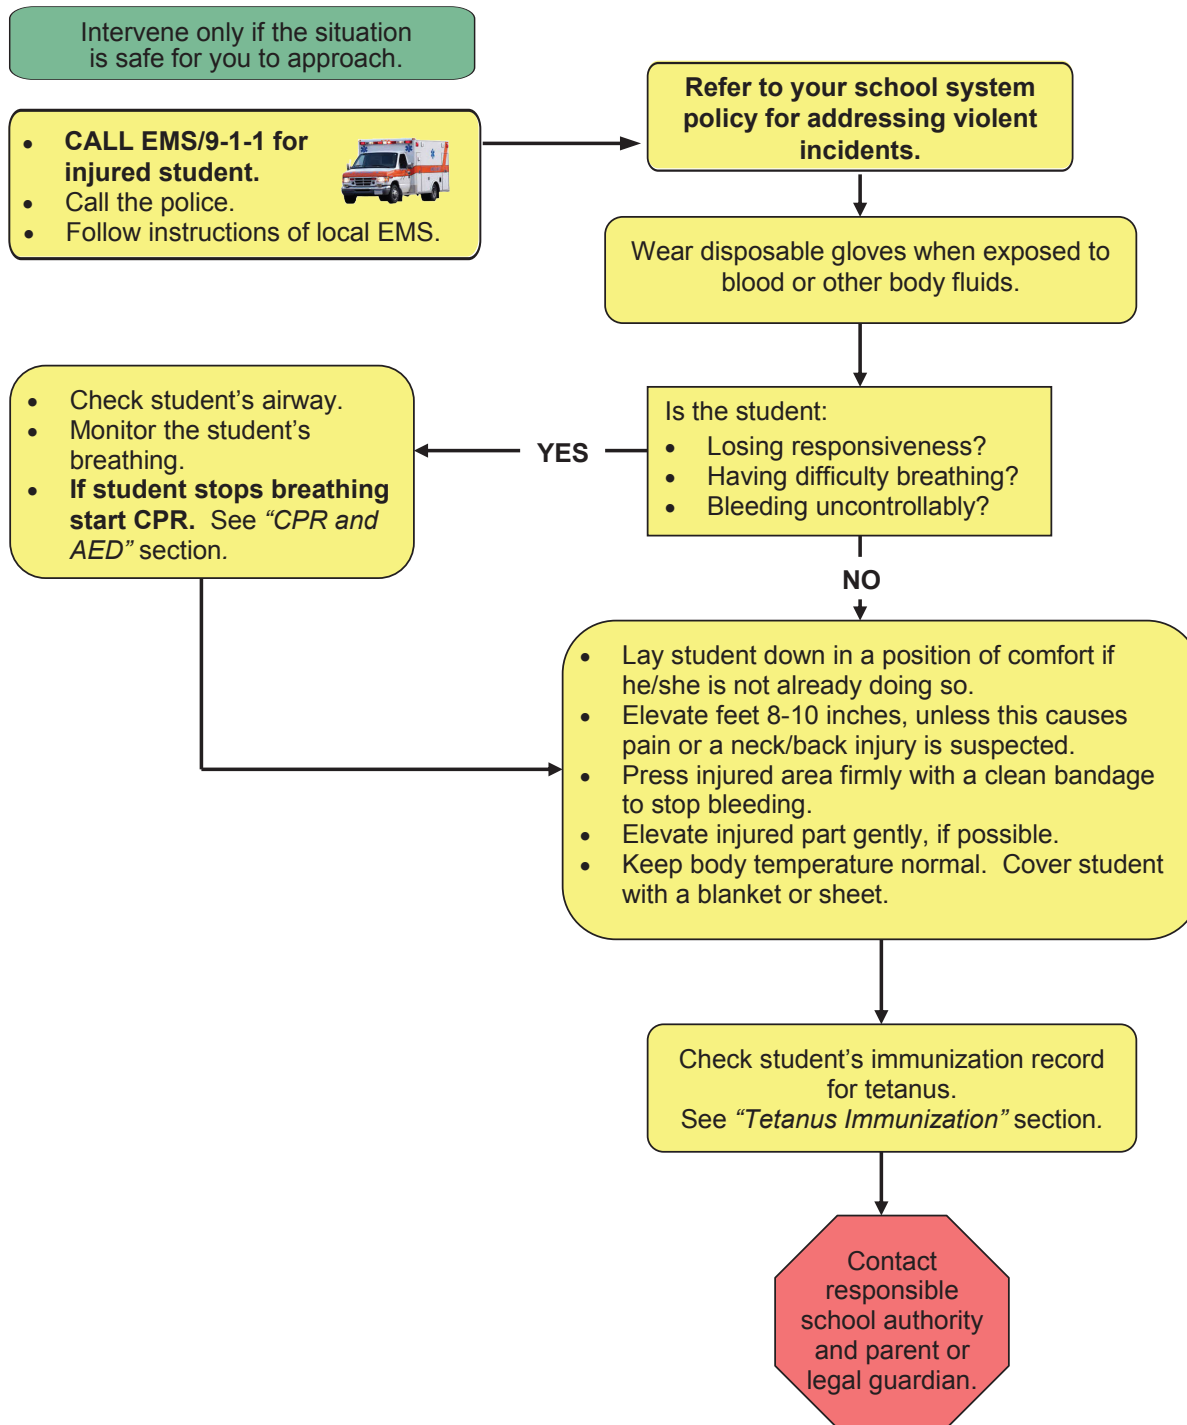 Intervene only if the situation
is safe for you to approach.
• CALL EMS/9-1-1 for
injured student.
• Call the police.
• Follow instructions of local EMS.
Refer to your school system
policy for addressing violent
incidents.
Wear disposable gloves when exposed to
blood or other body fluids.
Is the student:
• Losing responsiveness?
• Having difficulty breathing?
• Bleeding uncontrollably?
YES
• Check student’s airway.
• Monitor the student’s
breathing.
• If student stops breathing
start CPR. See “CPR and
AED” section.
NO
• Lay student down in a position of comfort if
he/she is not already doing so.
• Elevate feet 8-10 inches, unless this causes
pain or a neck/back injury is suspected.
• Press injured area firmly with a clean bandage
to stop bleeding.
• Elevate injured part gently, if possible.
• Keep body temperature normal. Cover student
with a blanket or sheet.
Check student’s immunization record
for tetanus.
See “Tetanus Immunization” section.
Contact
responsible
school authority
and parent or
legal guardian.